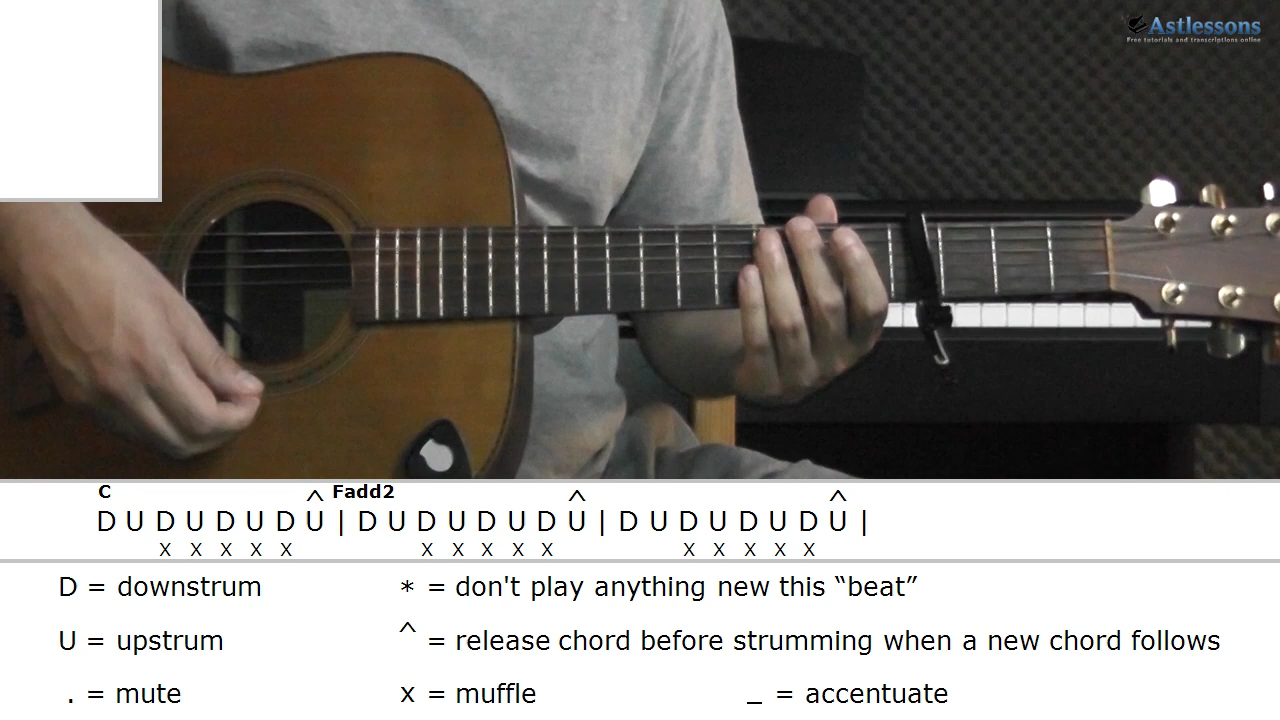 Astlessons
Free tutorials and transcriptions online
C ^ Fadd2 ^ ^
D U D U D U D U | D U D U D U D U | D U D U D U D U |
x x x x x x x x x x x x x x x
D = downstrum * = don't play anything new this “beat”
U = upstrum ^ = release chord before strumming when a new chord follows
. = mute x = muffle _ = accentuate